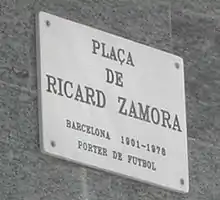 PLAÇA
DE
RICARD ZAMORA
BARCELONA 1901-1978
PORTER DE FUTBOL